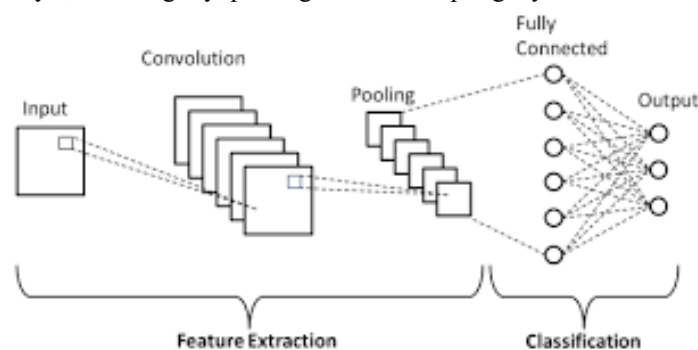 Fully
Connected
Convolution
Pooling
Output
Input
Feature Extraction
Classification